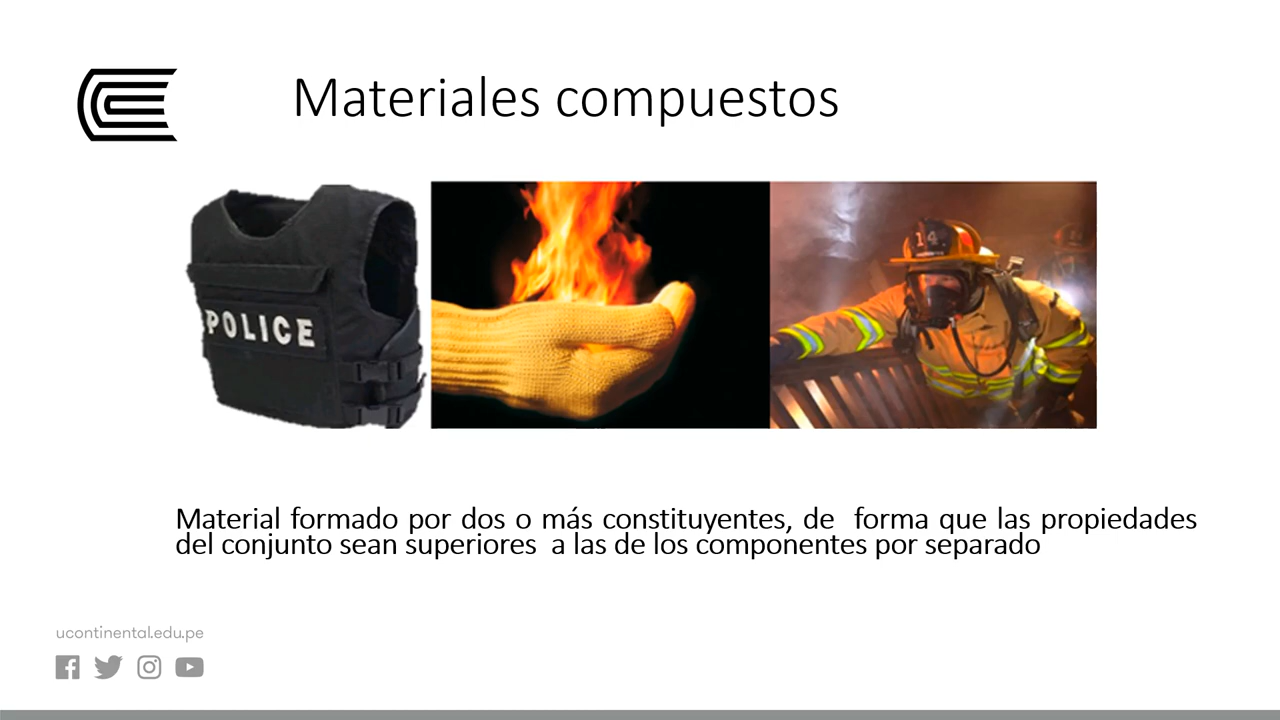 Materiales compuestos
POLICE
14
Material formado por dos o más constituyentes, de forma que las propiedades
del conjunto sean superiores a las de los componentes por separado
ucontinental.edu.pe